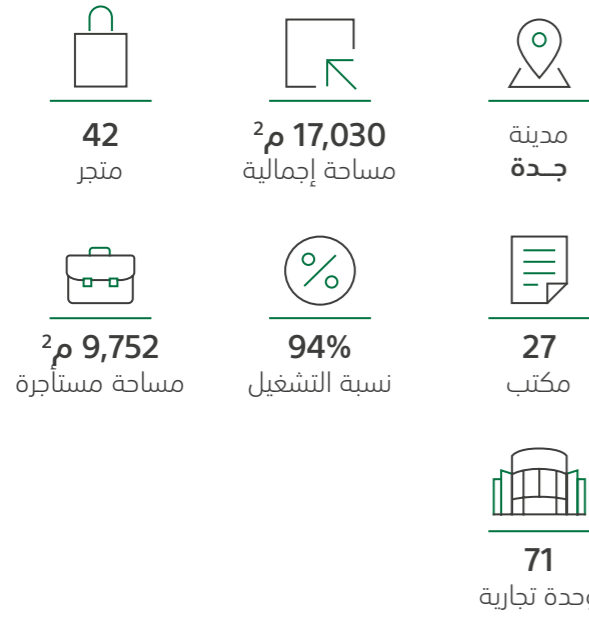 مدينة
جــدة
17,030 م²
مساحة إجمالية
42
متجر
27
مكتب
94%
نسبة التشغيل
9,752 م²
مساحة مستأجرة
71
وحدة تجارية